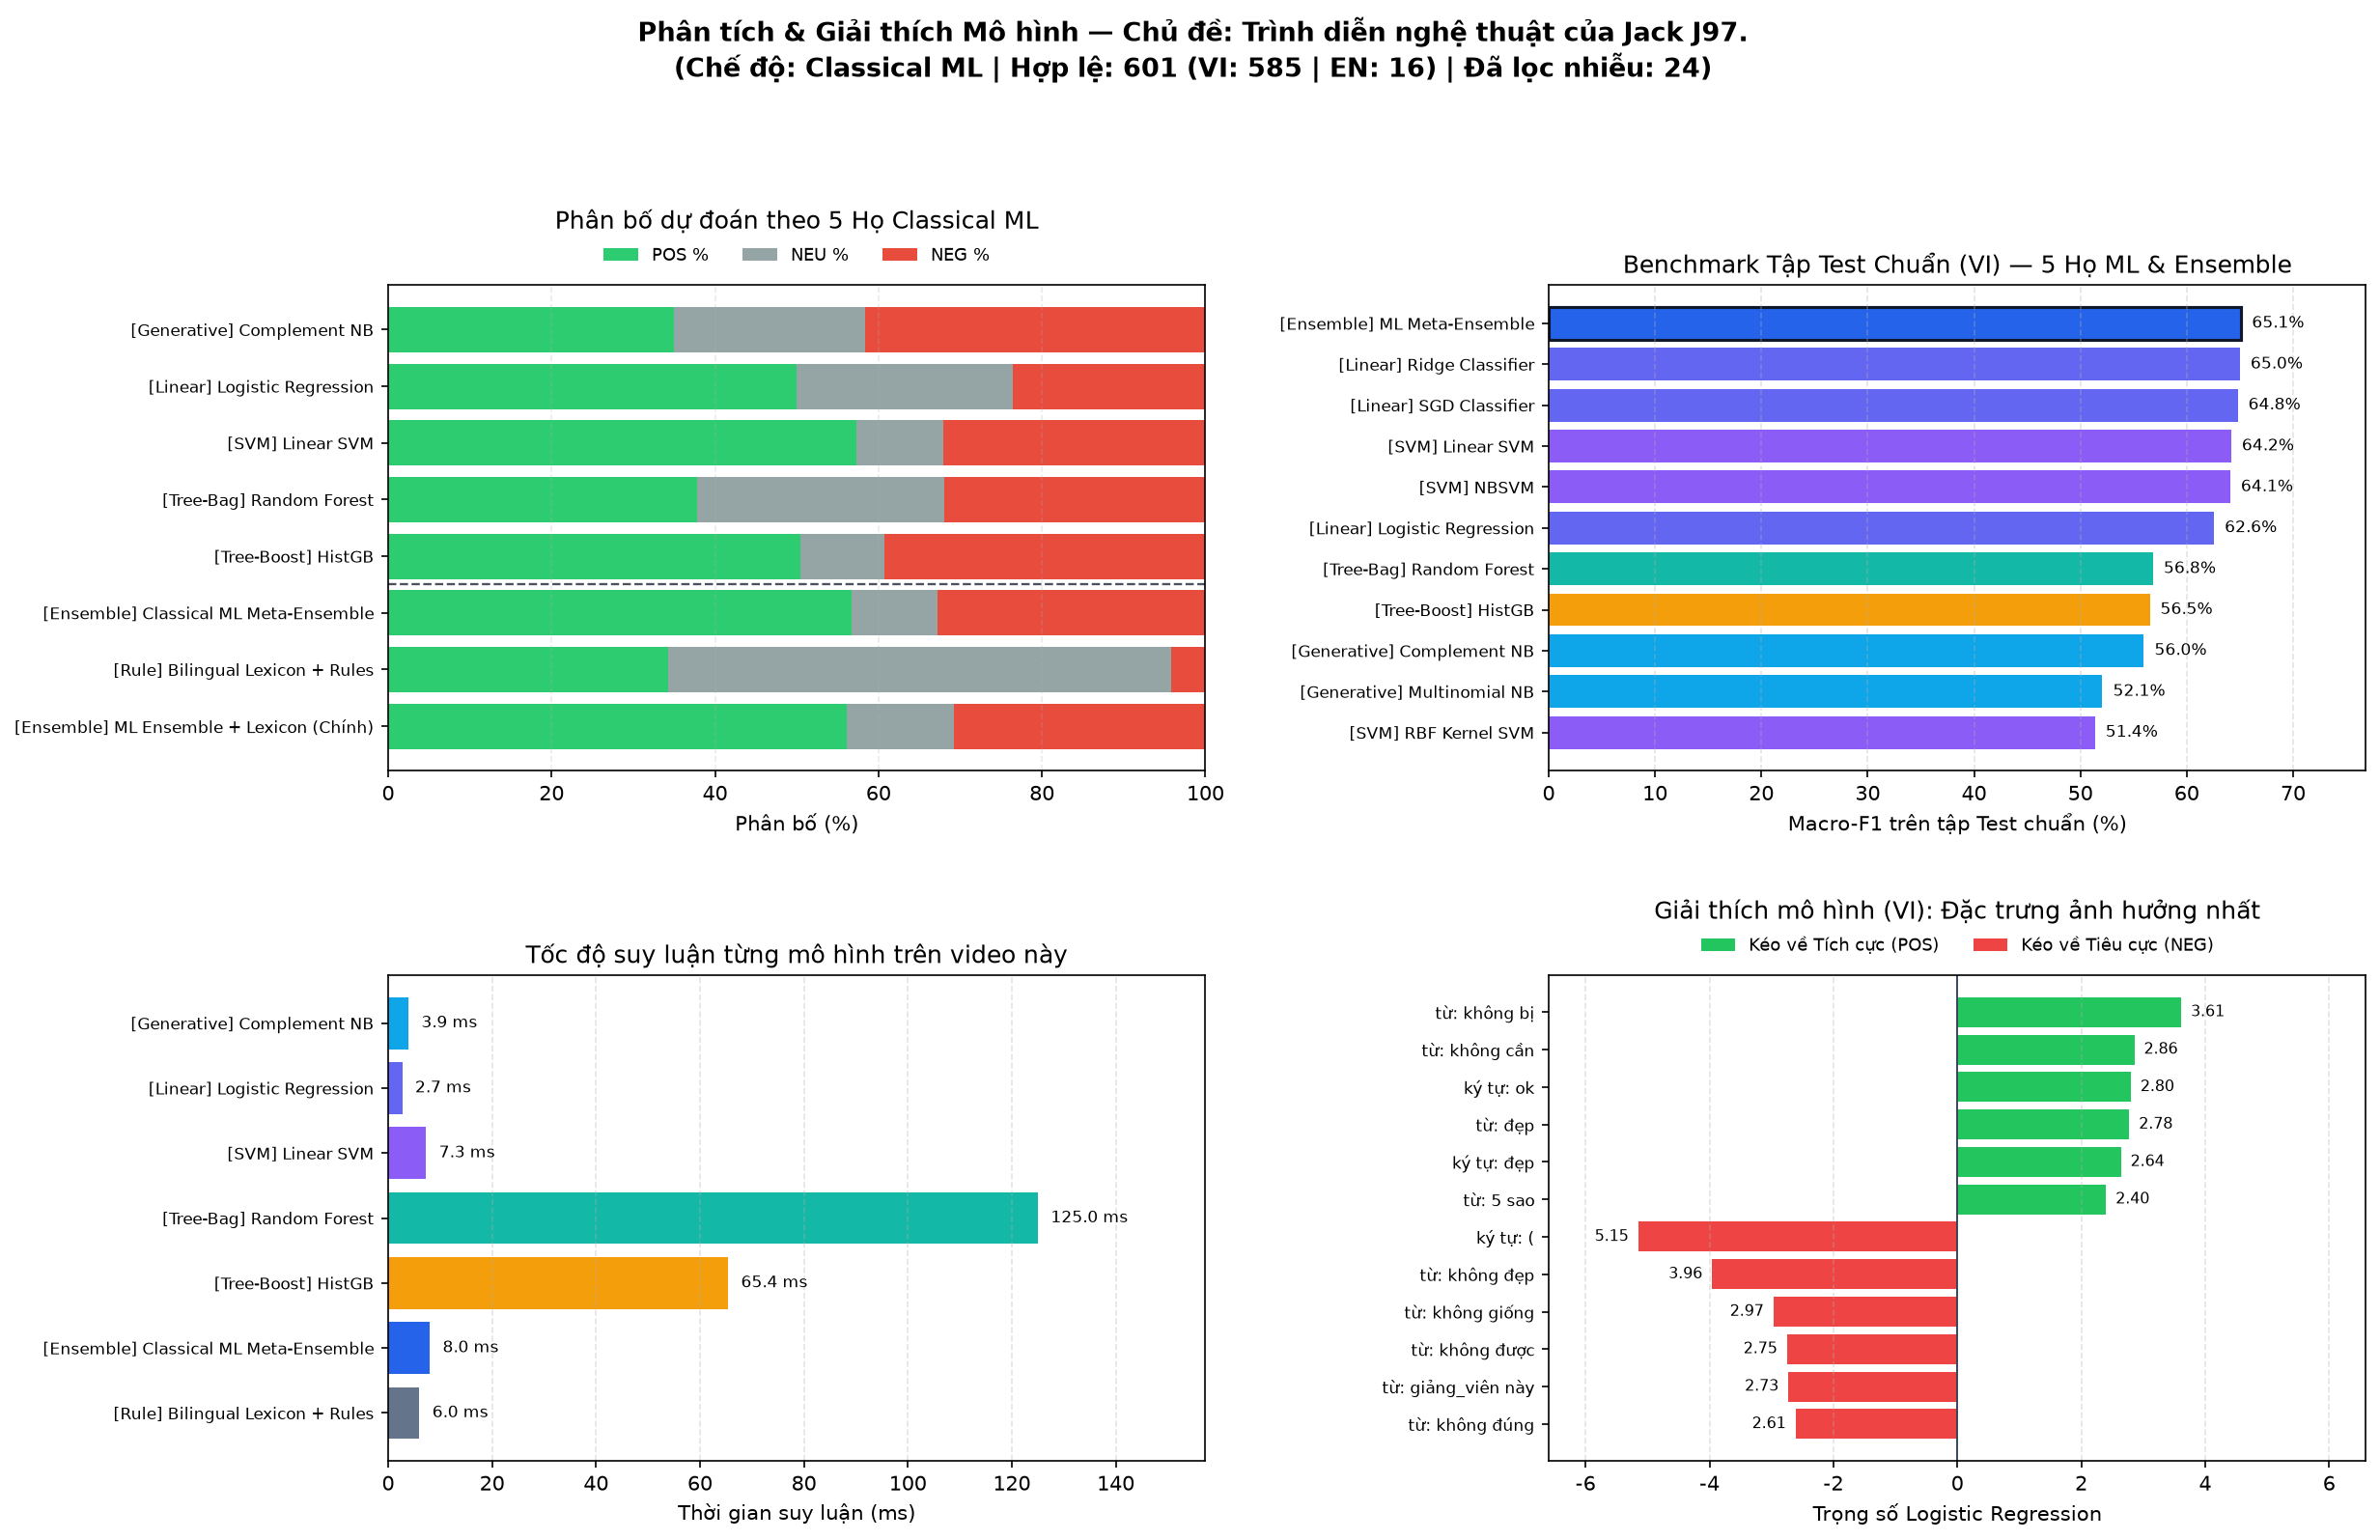 Phân tích & Giải thích Mô hình — Chủ đề: Trình diễn nghệ thuật của Jack J97.
(Chế độ: Classical ML | Hợp lệ: 601 (VI: 585 | EN: 16) | Đã lọc nhiễu: 24)
Phân bố dự đoán theo 5 Họ Classical ML
POS %
NEU %
NEG %
[Generative] Complement NB
[Linear] Logistic Regression
[SVM] Linear SVM
[Tree-Bag] Random Forest
[Tree-Boost] HistGB
[Ensemble] Classical ML Meta-Ensemble
[Rule] Bilingual Lexicon + Rules
[Ensemble] ML Ensemble + Lexicon (Chính)
0 20 40 60 80 100
Phân bố (%)
Benchmark Tập Test Chuẩn (VI) — 5 Họ ML & Ensemble
[Ensemble] ML Meta-Ensemble 65.1%
[Linear] Ridge Classifier 65.0%
[Linear] SGD Classifier 64.8%
[SVM] Linear SVM 64.2%
[SVM] NBSVM 64.1%
[Linear] Logistic Regression 62.6%
[Tree-Bag] Random Forest 56.8%
[Tree-Boost] HistGB 56.5%
[Generative] Complement NB 56.0%
[Generative] Multinomial NB 52.1%
[SVM] RBF Kernel SVM 51.4%
0 10 20 30 40 50 60 70
Macro-F1 trên tập Test chuẩn (%)
Tốc độ suy luận từng mô hình trên video này
[Generative] Complement NB 3.9 ms
[Linear] Logistic Regression 2.7 ms
[SVM] Linear SVM 7.3 ms
[Tree-Bag] Random Forest 125.0 ms
[Tree-Boost] HistGB 65.4 ms
[Ensemble] Classical ML Meta-Ensemble 8.0 ms
[Rule] Bilingual Lexicon + Rules 6.0 ms
0 20 40 60 80 100 120 140
Thời gian suy luận (ms)
Giải thích mô hình (VI): Đặc trưng ảnh hưởng nhất
Kéo về Tích cực (POS)
Kéo về Tiêu cực (NEG)
từ: không bị 3.61
từ: không cần 2.86
ký tự: ok 2.80
từ: đẹp 2.78
ký tự: đẹp 2.64
từ: 5 sao 2.40
ký tự: ( 5.15
từ: không đẹp 3.96
từ: không giống 2.97
từ: không được 2.75
từ: giảng_viên này 2.73
từ: không đúng 2.61
-6 -4 -2 0 2 4 6
Trọng số Logistic Regression